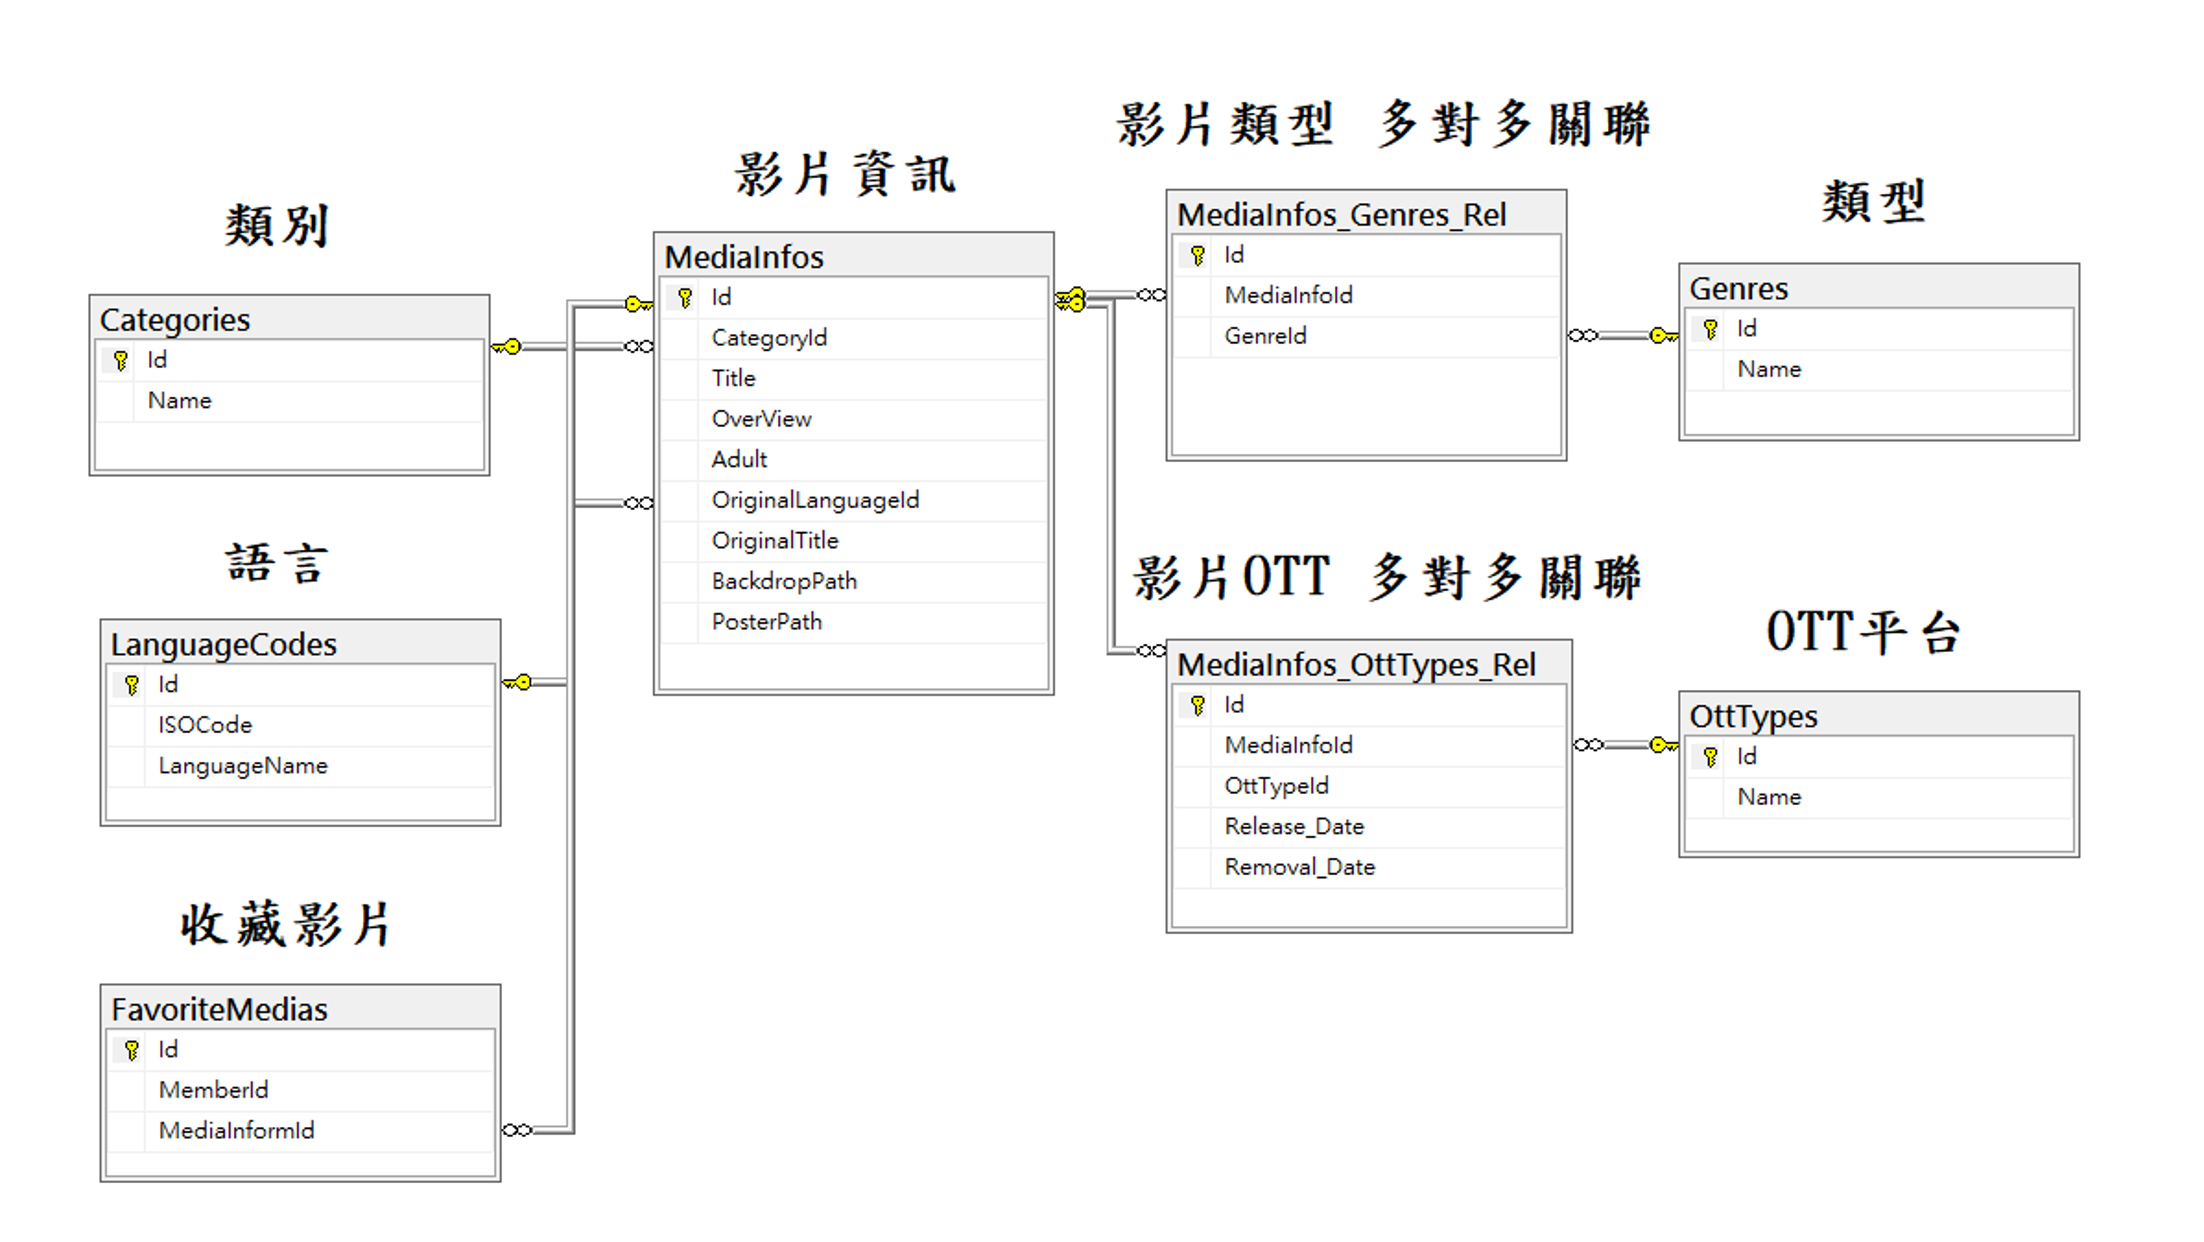 類別
Categories
Id
Name
語言
LanguageCodes
Id
ISOCode
LanguageName
收藏影片
FavoriteMedias
Id
MemberId
MediaInformId
影片資訊
MediaInfos
Id
CategoryId
Title
OverView
Adult
OriginalLanguageId
OriginalTitle
BackdropPath
PosterPath
影片類型 多對多關聯
MediaInfos_Genres_Rel
Id
MediaInfoId
GenreId
類型
Genres
Id
Name
影片OTT 多對多關聯
MediaInfos_OttTypes_Rel
Id
MediaInfoId
OttTypeId
Release_Date
Removal_Date
OTT平台
OttTypes
Id
Name